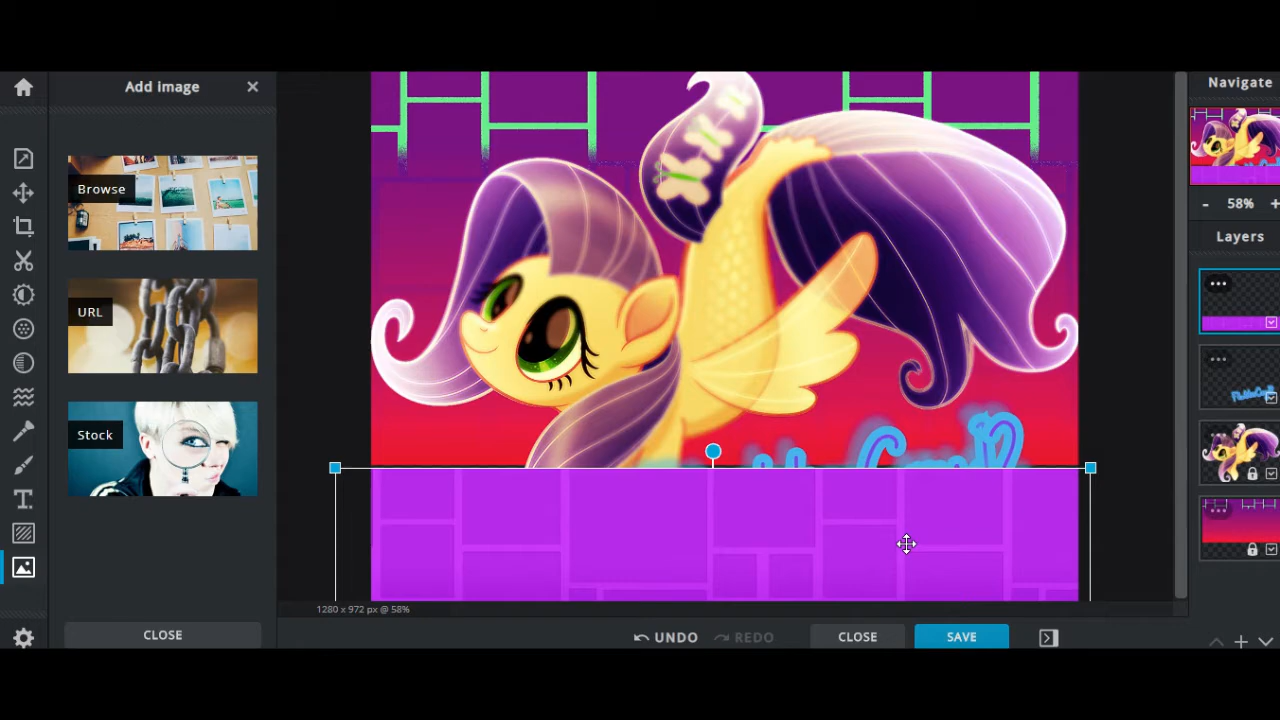 Add image ×
Browse
URL
Stock
CLOSE
1280 x 972 px @ 58%
UNDO
REDO
CLOSE
SAVE
Navigate
- 58% +
Layers